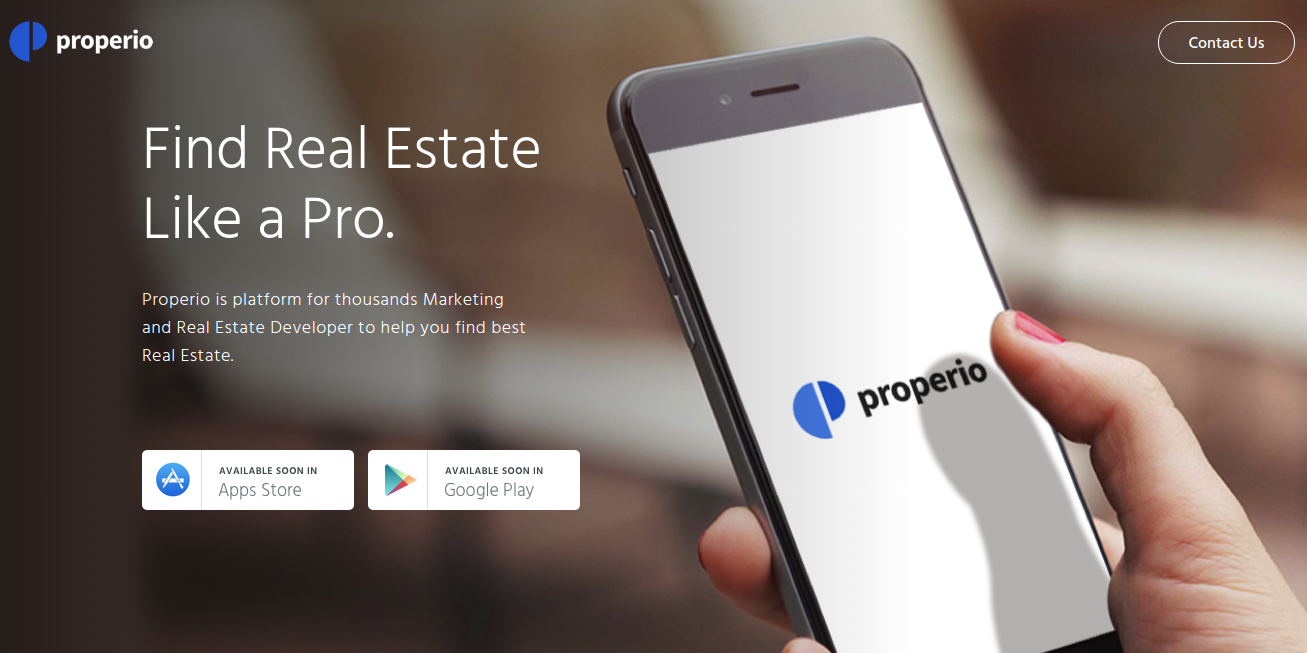 properio
Contact Us
Find Real Estate
Like a Pro.
Properio is platform for thousands Marketing
and Real Estate Developer to help you find best
Real Estate.
AVAILABLE SOON IN
Apps Store
AVAILABLE SOON IN
Google Play
properio